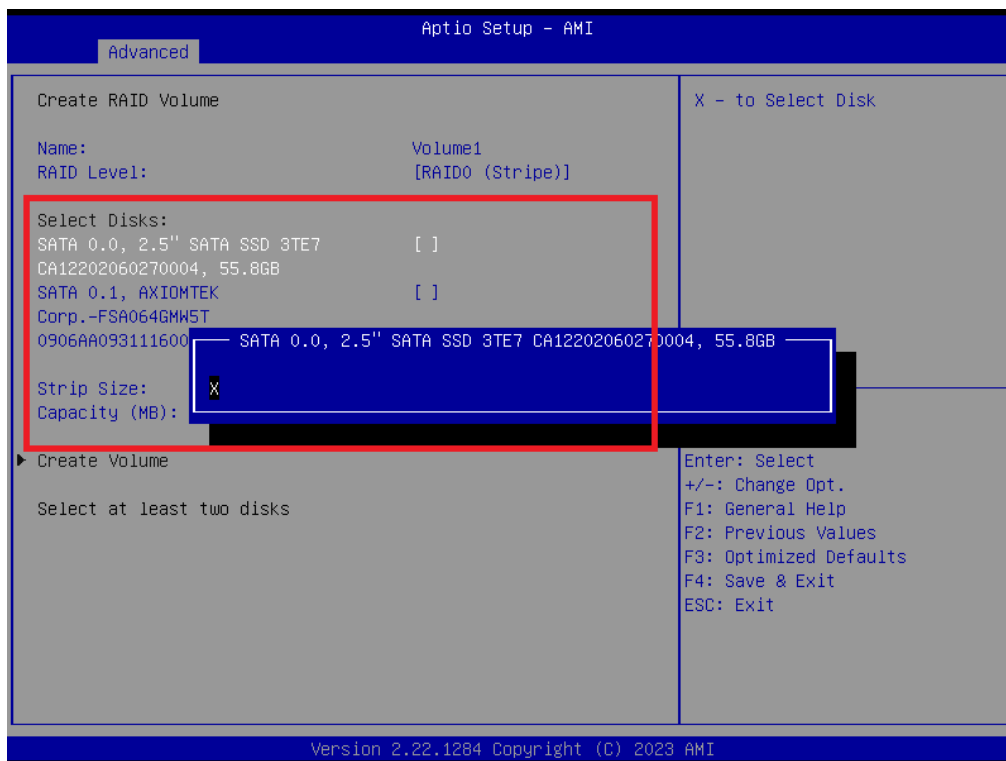 Aptio Setup – AMI
Advanced
Create RAID Volume
Name: Volume1
RAID Level: [RAID0 (Stripe)]
Select Disks:
SATA 0.0, 2.5" SATA SSD 3TE7 [ ]
CA12202060270004, 55.8GB
SATA 0.1, AXIOMTEK [ ]
Corp.-FSA064GMW5T
0906AA093111600
SATA 0.0, 2.5" SATA SSD 3TE7 CA12202060270004, 55.8GB
X
Strip Size:
Capacity (MB):
Create Volume
Select at least two disks
X – to Select Disk
Enter: Select
+/-: Change Opt.
F1: General Help
F2: Previous Values
F3: Optimized Defaults
F4: Save & Exit
ESC: Exit
Version 2.22.1284 Copyright (C) 2023 AMI